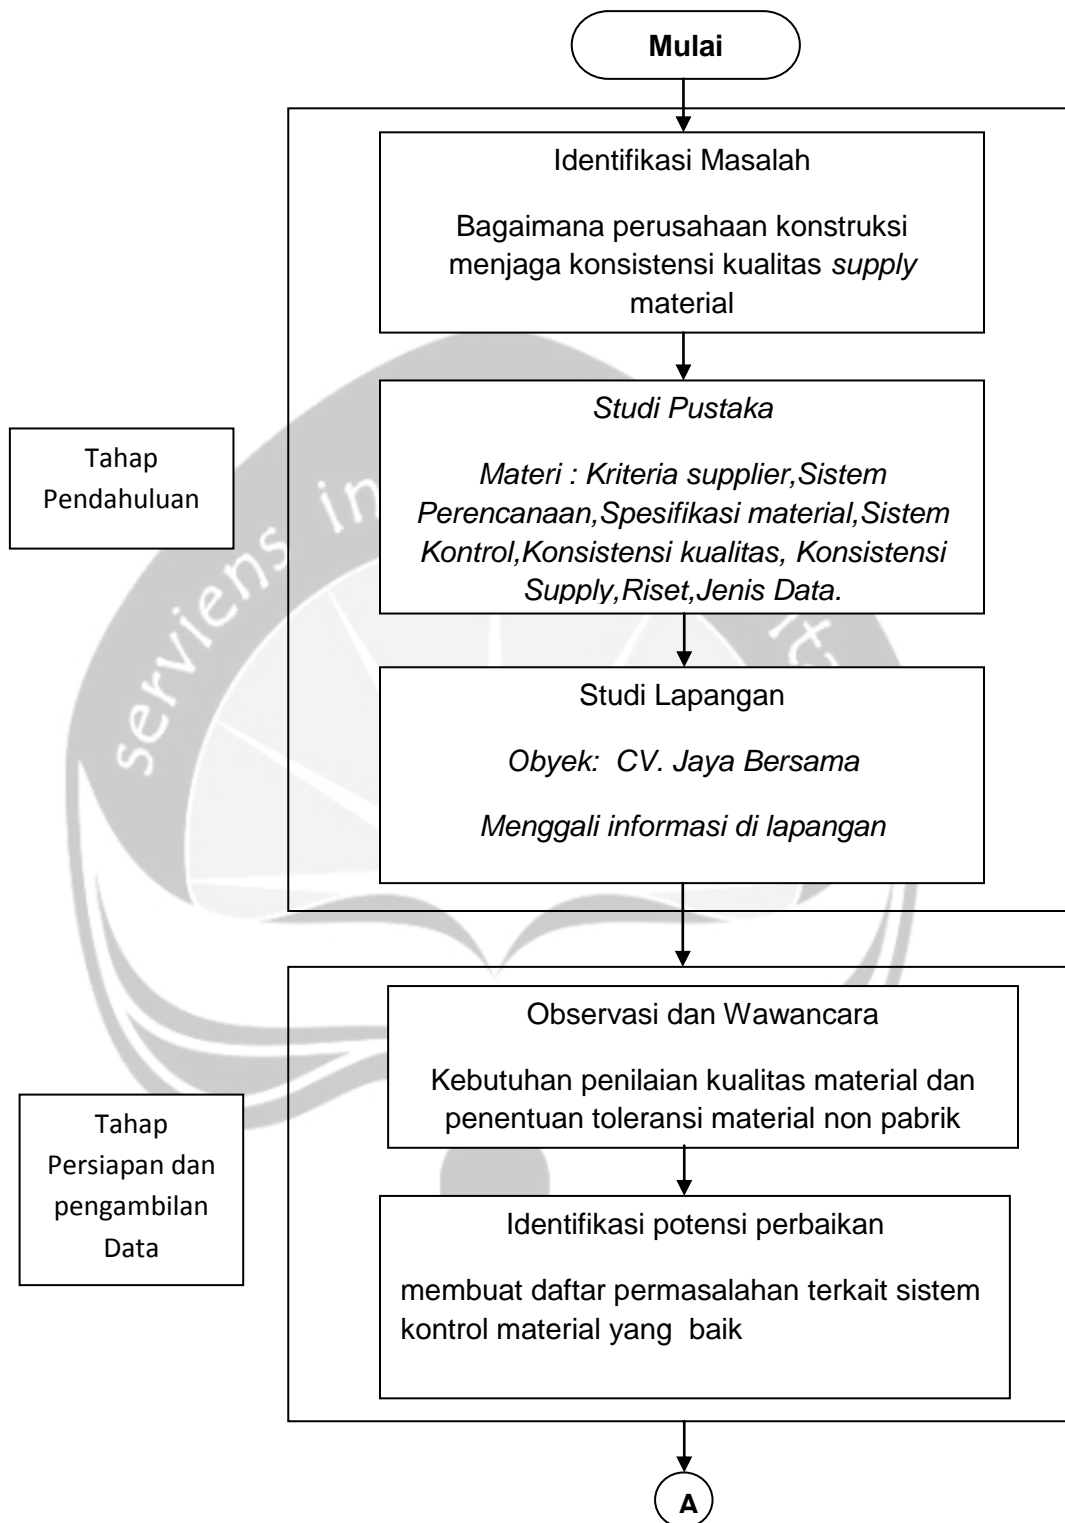 Mulai
Identifikasi Masalah
Bagaimana perusahaan konstruksi
menjaga konsistensi kualitas supply
material
Studi Pustaka
Materi : Kriteria supplier,Sistem
Perencanaan,Spesifikasi material,Sistem
Kontrol,Konsistensi kualitas, Konsistensi
Supply,Riset,Jenis Data.
Tahap
Pendahuluan
serviens in
Studi Lapangan
Obyek: CV. Jaya Bersama
Menggali informasi di lapangan
Observasi dan Wawancara
Kebutuhan penilaian kualitas material dan
penentuan toleransi material non pabrik
Tahap
Persiapan dan
pengambilan
Data
Identifikasi potensi perbaikan
membuat daftar permasalahan terkait sistem
kontrol material yang baik
A